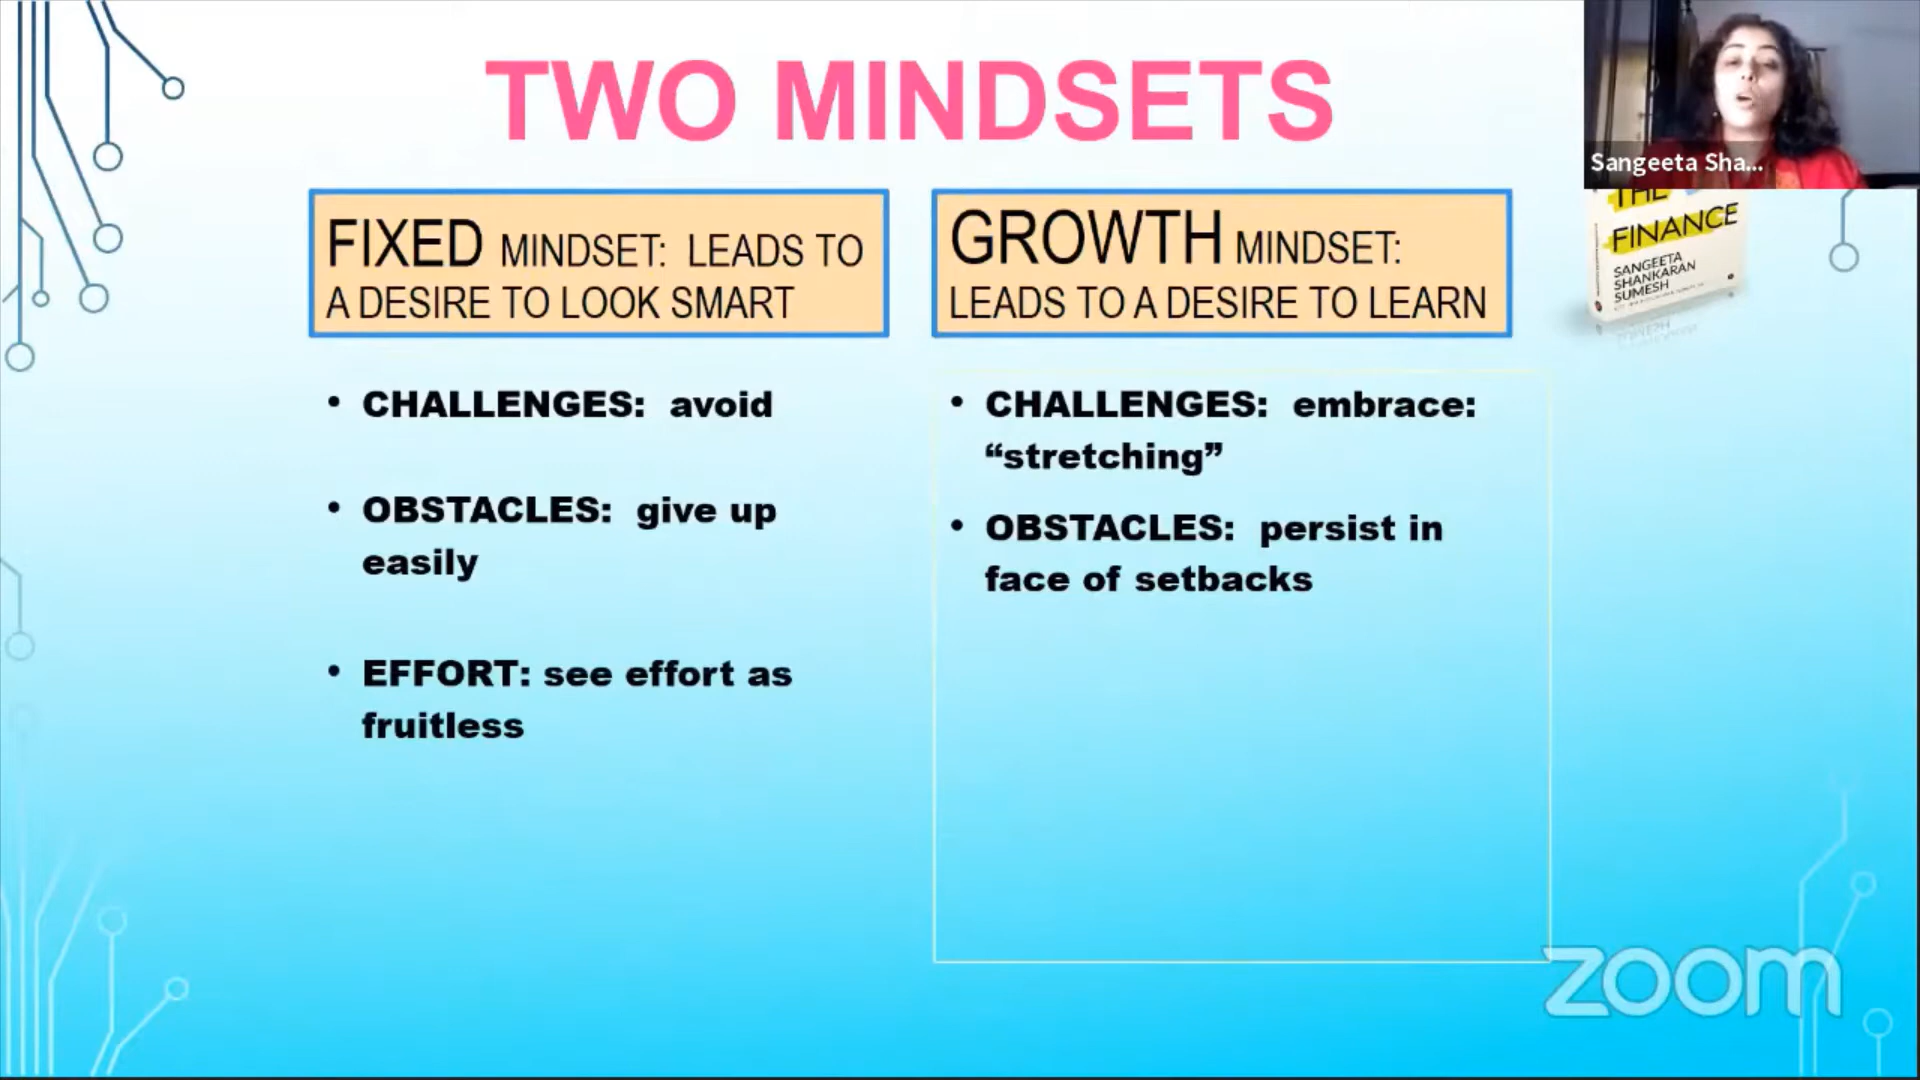 TWO MINDSETS
Sangeeta Sha...
THE
FINANCE
SANGEETA
SHANKARAN
SUMESH
FIXED MINDSET: LEADS TO
A DESIRE TO LOOK SMART
GROWTH MINDSET:
LEADS TO A DESIRE TO LEARN
• CHALLENGES: avoid
• OBSTACLES: give up
easily
• EFFORT: see effort as
fruitless
• CHALLENGES: embrace:
“stretching”
• OBSTACLES: persist in
face of setbacks
zoom